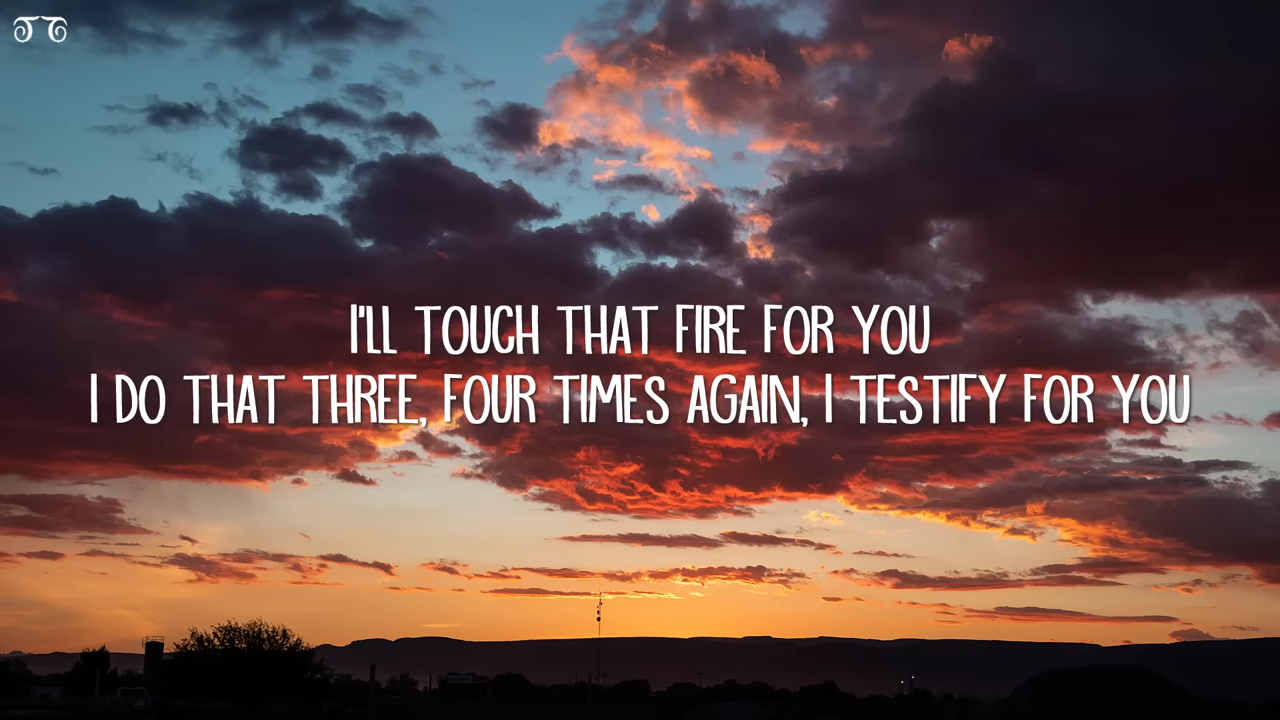 I'LL TOUCH THAT FIRE FOR YOU
I DO THAT THREE, FOUR TIMES AGAIN, I TESTIFY FOR YOU